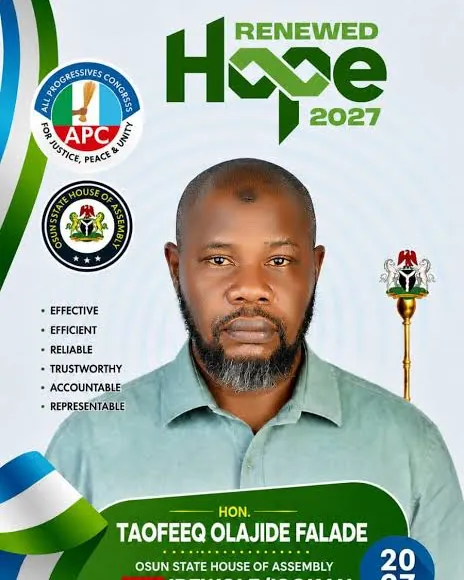 RENEWED
Hope
2027
ALL PROGRESSIVES CONGRESSS
APC
FOR JUSTICE, PEACE & UNITY
OSUN STATE HOUSE OF ASSEMBLY
• EFFECTIVE
• EFFICIENT
• RELIABLE
• TRUSTWORTHY
• ACCOUNTABLE
• REPRESENTABLE
HON.
TAOFEEQ OLAJIDE FALADE
OSUN STATE HOUSE OF ASSEMBLY
20